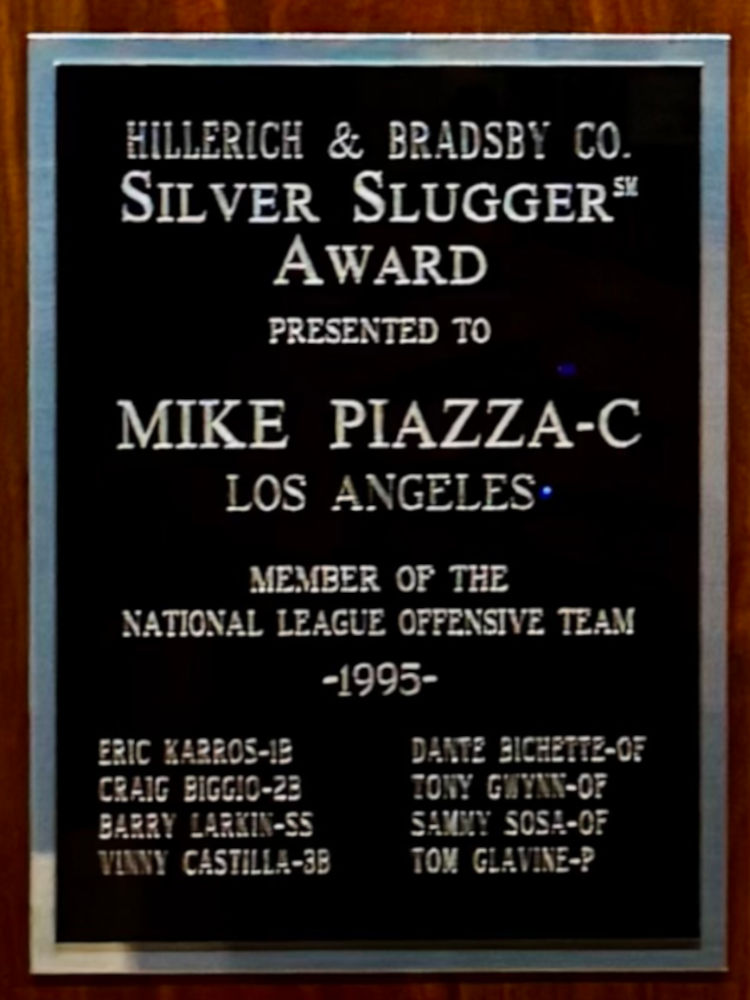 HILLERICH & BRADSBY CO.
SILVER SLUGGER℠
AWARD
PRESENTED TO
MIKE PIAZZA-C
LOS ANGELES
MEMBER OF THE
NATIONAL LEAGUE OFFENSIVE TEAM
-1995-
ERIC KARROS-1B
CRAIG BIGGIO-2B
BARRY LARKIN-SS
VINNY CASTILLA-3B
DANTE BICHETTE-OF
TONY GWYNN-OF
SAMMY SOSA-OF
TOM GLAVINE-P